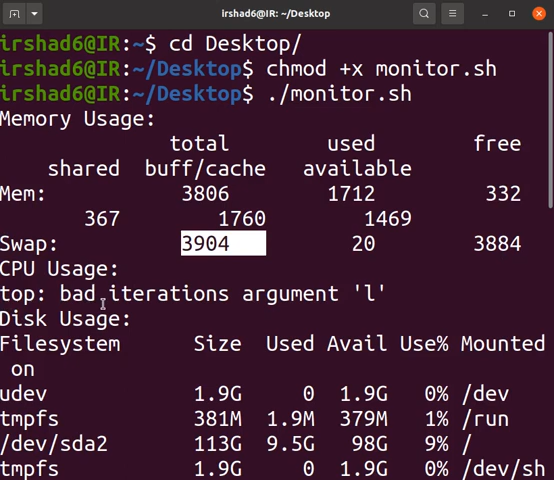 irshad6@IR: ~/Desktop
irshad6@IR:~$ cd Desktop/
irshad6@IR:~/Desktop$ chmod +x monitor.sh
irshad6@IR:~/Desktop$ ./monitor.sh
Memory Usage:
total used free
shared buff/cache available
Mem: 3806 1712 332
367 1760 1469
Swap: 3904 20 3884
CPU Usage:
top: bad iterations argument 'l'
Disk Usage:
Filesystem Size Used Avail Use% Mounted
on
udev 1.9G 0 1.9G 0% /dev
tmpfs 381M 1.9M 379M 1% /run
/dev/sda2 113G 9.5G 98G 9% /
tmpfs 1.9G 0 1.9G 0% /dev/sh